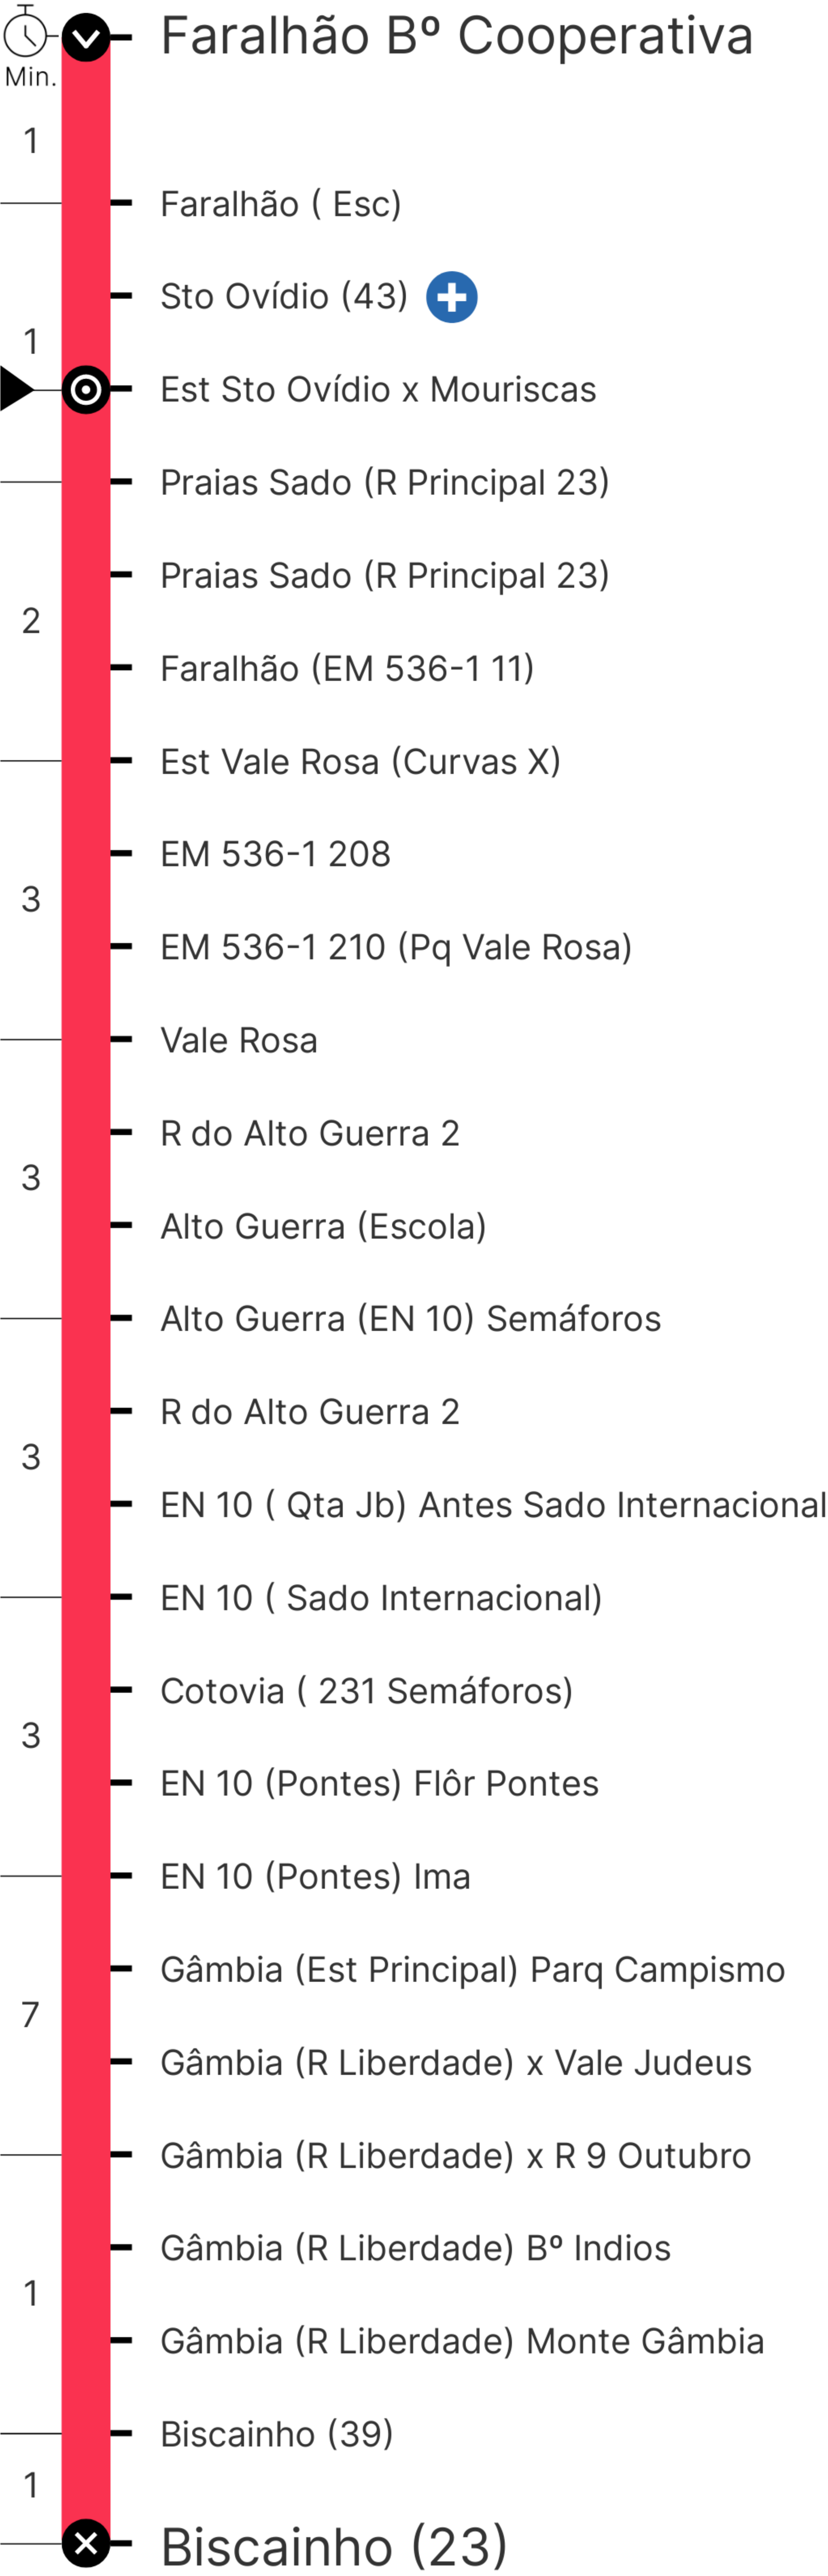 Faralhão Bº Cooperativa
Min.
1
Faralhão ( Esc)
Sto Ovídio (43)
1
Est Sto Ovídio x Mouriscas
Praias Sado (R Principal 23)
Praias Sado (R Principal 23)
2
Faralhão (EM 536-1 11)
Est Vale Rosa (Curvas X)
EM 536-1 208
3
EM 536-1 210 (Pq Vale Rosa)
Vale Rosa
R do Alto Guerra 2
3
Alto Guerra (Escola)
Alto Guerra (EN 10) Semáforos
R do Alto Guerra 2
3
EN 10 ( Qta Jb) Antes Sado Internacional
EN 10 ( Sado Internacional)
Cotovia ( 231 Semáforos)
3
EN 10 (Pontes) Flôr Pontes
EN 10 (Pontes) Ima
Gâmbia (Est Principal) Parq Campismo
7
Gâmbia (R Liberdade) x Vale Judeus
Gâmbia (R Liberdade) x R 9 Outubro
Gâmbia (R Liberdade) Bº Indios
1
Gâmbia (R Liberdade) Monte Gâmbia
Biscainho (39)
1
Biscainho (23)